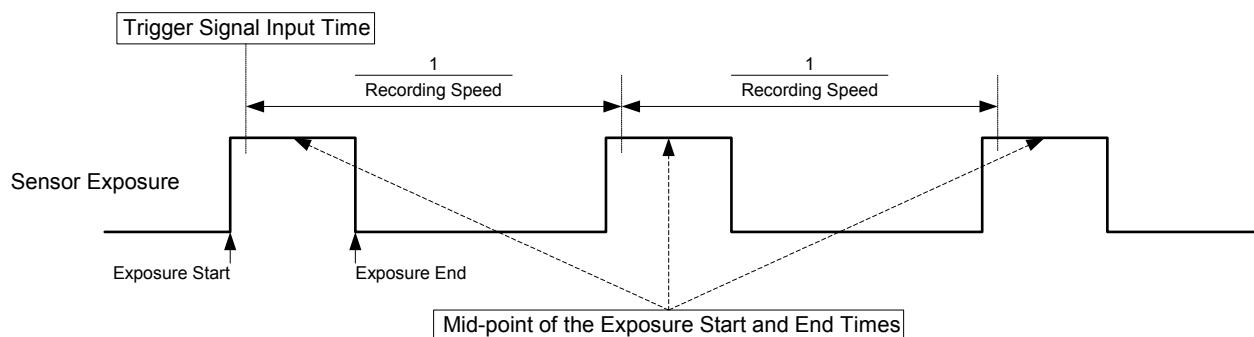 Trigger Signal Input Time
1
Recording Speed
1
Recording Speed
Sensor Exposure
Exposure Start
Exposure End
Mid-point of the Exposure Start and End Times